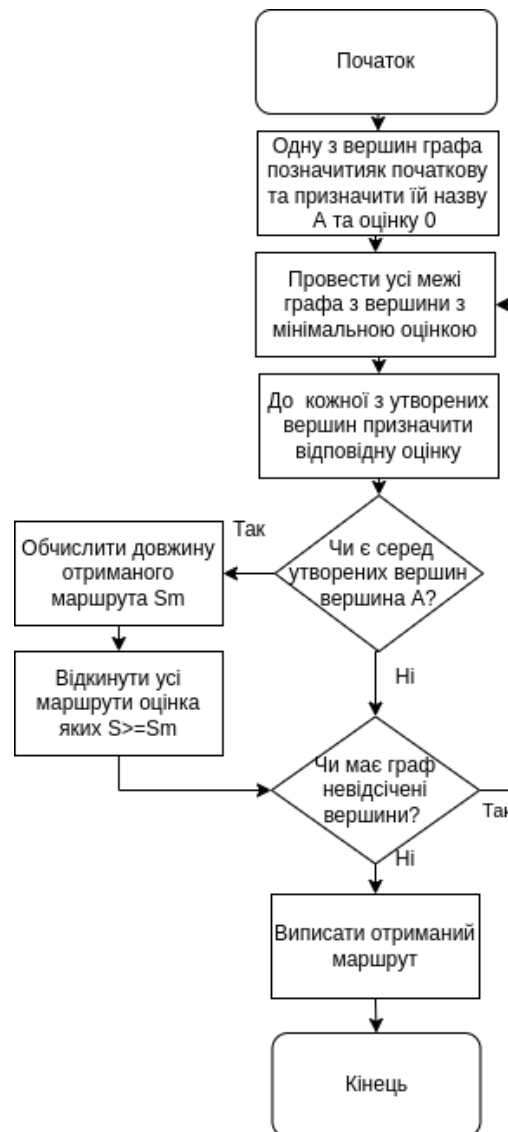 Початок
Одну з вершин графа
позначитияк початкову
та призначити їй назву
А та оцінку 0
Провести усі межі
графа з вершини з
мінімальною оцінкою
До кожної з утворених
вершин призначити
відповідну оцінку
Чи є серед
утворених вершин
вершина А?
Так
Обчислити довжину
отриманого
маршрута Sm
Відкинути усі
маршрути оцінка
яких S>=Sm
Ні
Чи має граф
невідсічені
вершини?
Так
Ні
Виписати отриманий
маршрут
Кінець